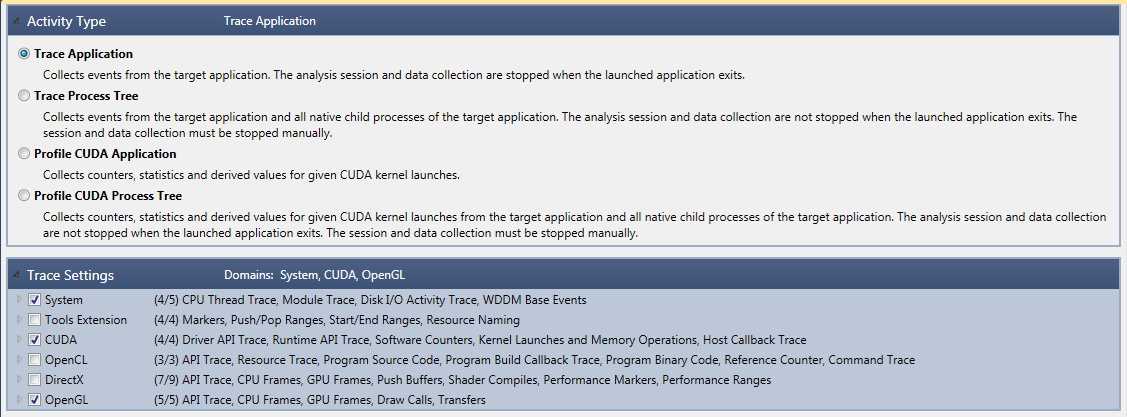 Activity Type Trace Application
Trace Application
Collects events from the target application. The analysis session and data collection are stopped when the launched application exits.
Trace Process Tree
Collects events from the target application and all native child processes of the target application. The analysis session and data collection are not stopped when the launched application exits. The
session and data collection must be stopped manually.
Profile CUDA Application
Collects counters, statistics and derived values for given CUDA kernel launches.
Profile CUDA Process Tree
Collects counters, statistics and derived values for given CUDA kernel launches from the target application and all native child processes of the target application. The analysis session and data collection
are not stopped when the launched application exits. The session and data collection must be stopped manually.
Trace Settings Domains: System, CUDA, OpenGL
System (4/5) CPU Thread Trace, Module Trace, Disk I/O Activity Trace, WDDM Base Events
Tools Extension (4/4) Markers, Push/Pop Ranges, Start/End Ranges, Resource Naming
CUDA (4/4) Driver API Trace, Runtime API Trace, Software Counters, Kernel Launches and Memory Operations, Host Callback Trace
OpenCL (3/3) API Trace, Resource Trace, Program Source Code, Program Build Callback Trace, Program Binary Code, Reference Counter, Command Trace
DirectX (7/9) API Trace, CPU Frames, GPU Frames, Push Buffers, Shader Compiles, Performance Markers, Performance Ranges
OpenGL (5/5) API Trace, CPU Frames, GPU Frames, Draw Calls, Transfers